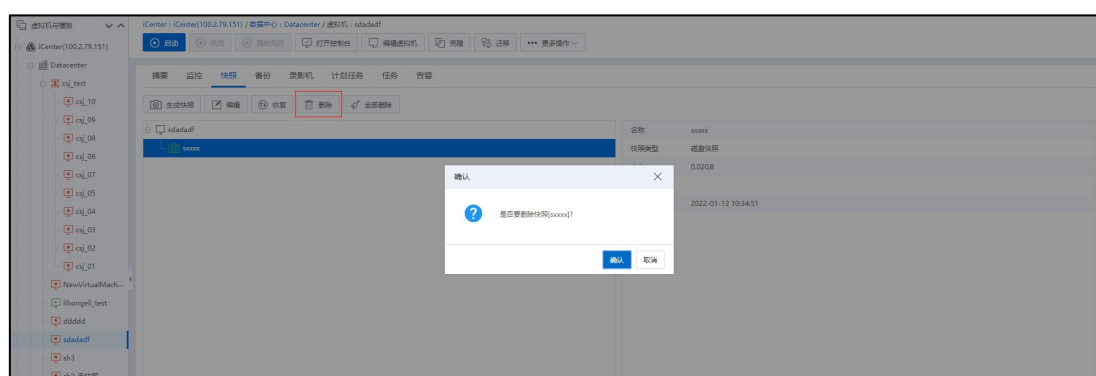 虚拟机与模板
iCenter : iCenter(100.2.79.151) / 数据中心 : Datacenter / 虚拟机 : sdadadf
iCenter(100.2.79.151)
启动 关闭 强制关闭 打开控制台 编辑虚拟机 克隆 迁移 更多操作
Datacenter
csj_test
摘要 监控 快照 备份 录影机 计划任务 任务 告警
csj_10
生成快照 编辑 恢复 删除 全部删除
csj_09
sdadadf
名称 sxxxx
csj_08
sxxxx
快照类型 磁盘快照
csj_06
0.02GB
csj_07
确认
csj_05
2022-01-12 10:34:51
csj_04
是否要删除快照[sxxxx]?
csj_03
csj_02
确认 取消
csj_01
NewVirtualMach...
lihongeli_test
ddddd
sdadadf
sh3